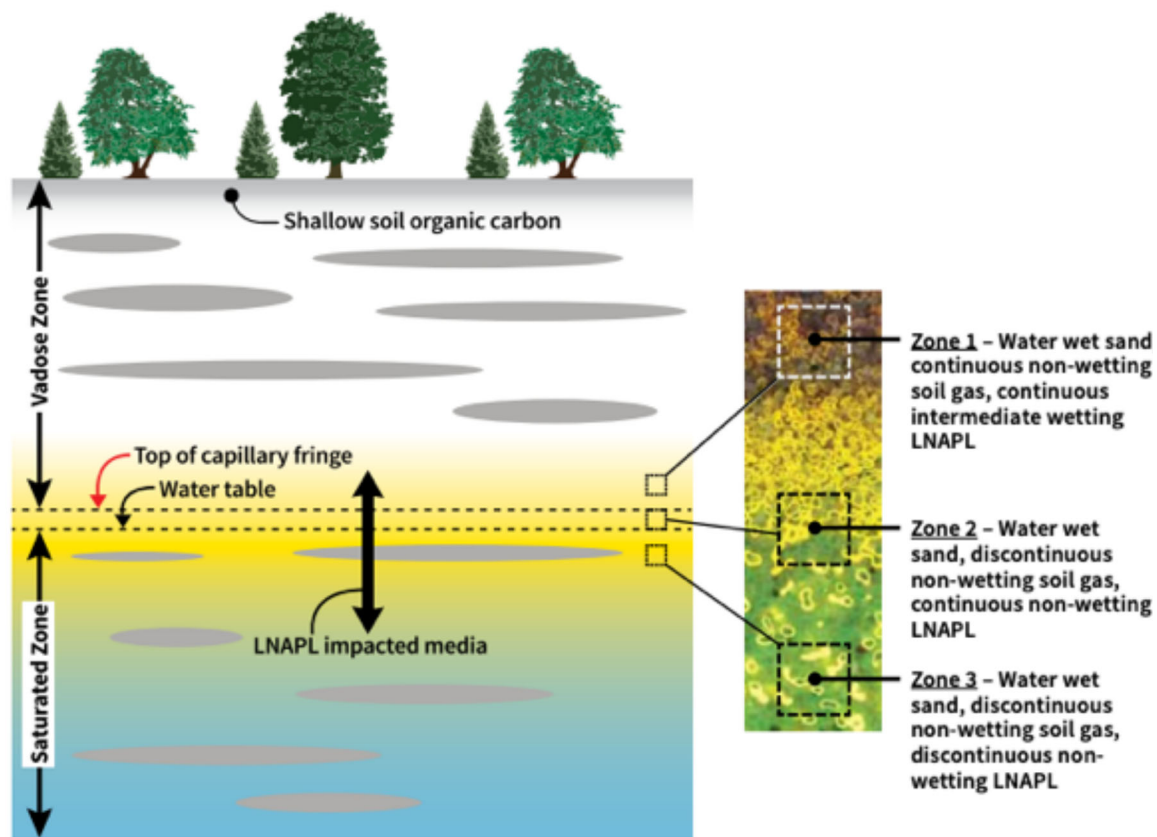 Shallow soil organic carbon
Vadose Zone
Top of capillary fringe
Water table
LNAPL impacted media
Saturated Zone
Zone 1 – Water wet sand
continuous non-wetting
soil gas, continuous
intermediate wetting
LNAPL
Zone 2 – Water wet
sand, discontinuous
non-wetting soil gas,
continuous non-wetting
LNAPL
Zone 3 – Water wet
sand, discontinuous
non-wetting soil gas,
discontinuous non-
wetting LNAPL